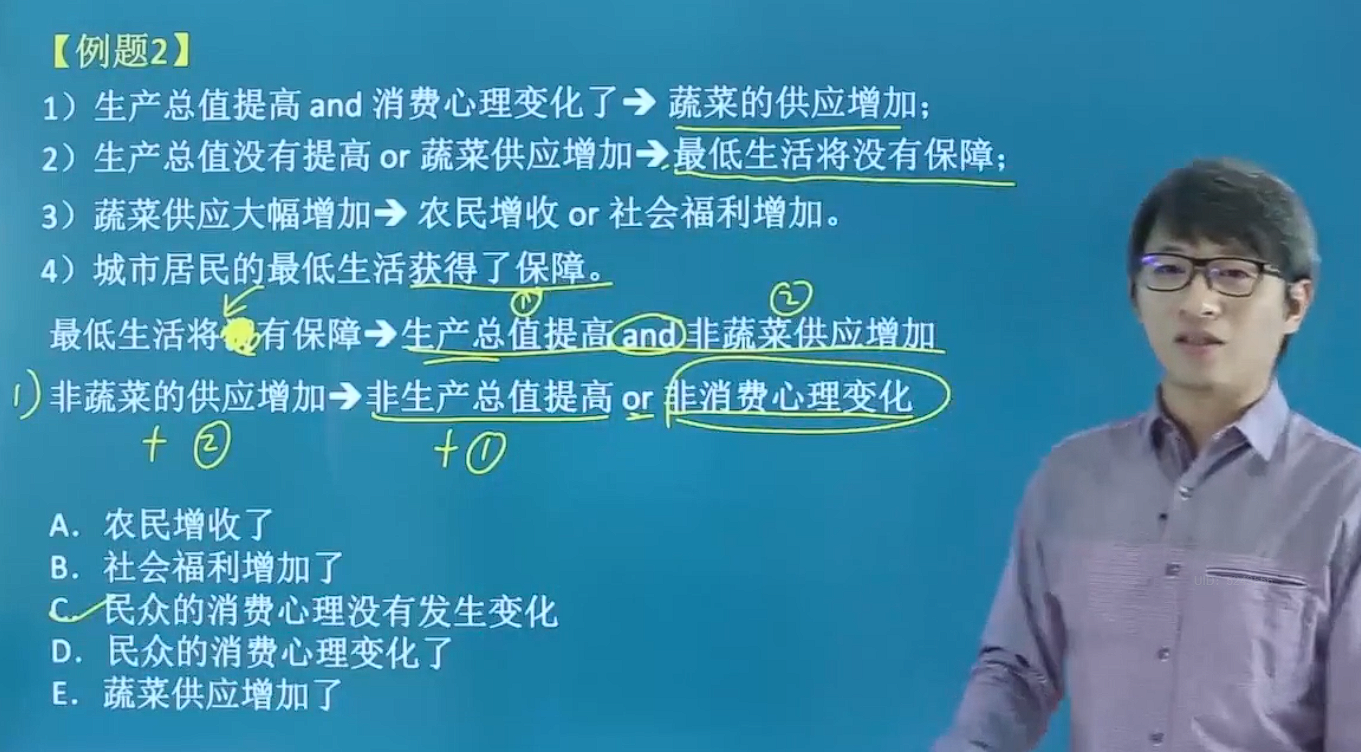 【例题2】
1）生产总值提高 and 消费心理变化了➔ 蔬菜的供应增加；
2）生产总值没有提高 or 蔬菜供应增加➔最低生活将没有保障；
3）蔬菜供应大幅增加➔ 农民增收 or 社会福利增加。
4）城市居民的最低生活获得了保障。
① ②
最低生活将有保障➔生产总值提高 and 非蔬菜供应增加
1）非蔬菜的供应增加➔非生产总值提高 or 非消费心理变化
+ ② + ①
A．农民增收了
B．社会福利增加了
C．民众的消费心理没有发生变化
D．民众的消费心理变化了
E．蔬菜供应增加了